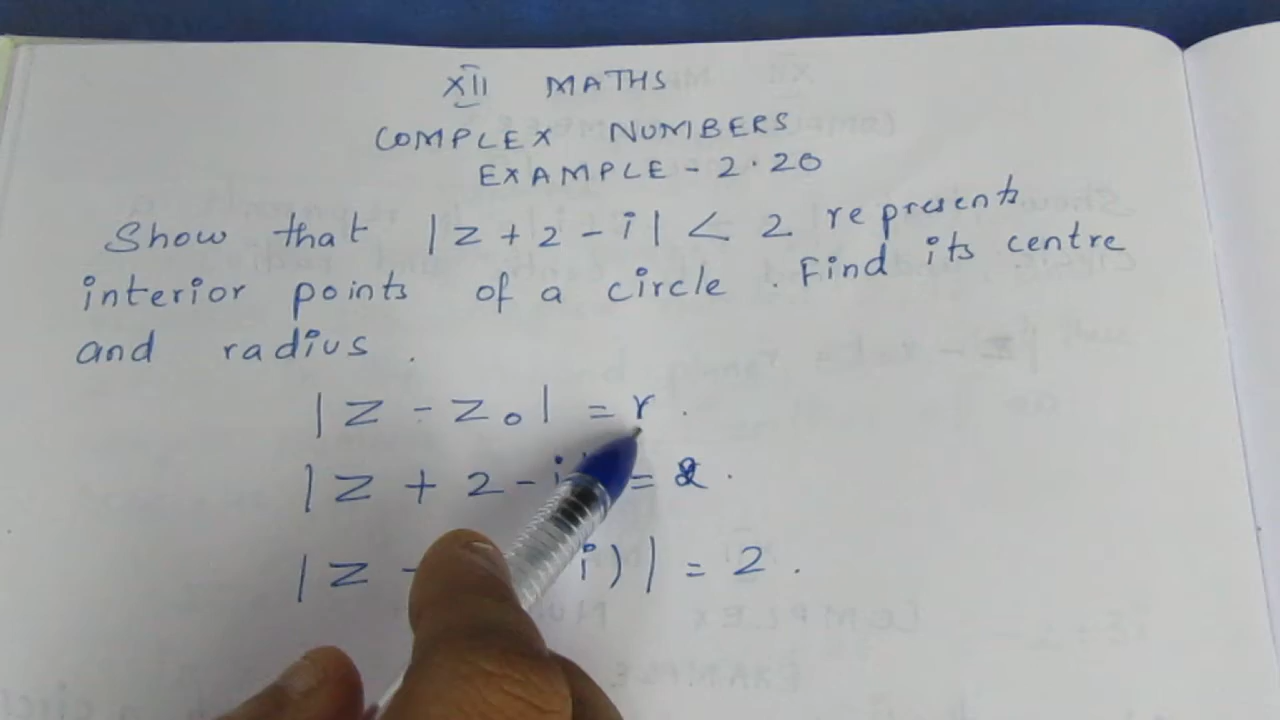 XII MATHS
COMPLEX NUMBERS
EXAMPLE - 2.20
Show that |z + 2 - i| < 2 represents
interior points of a circle. Find its centre
and radius.
|z - z₀| = r.
|z + 2 - i = 2.
|z - i)| = 2.